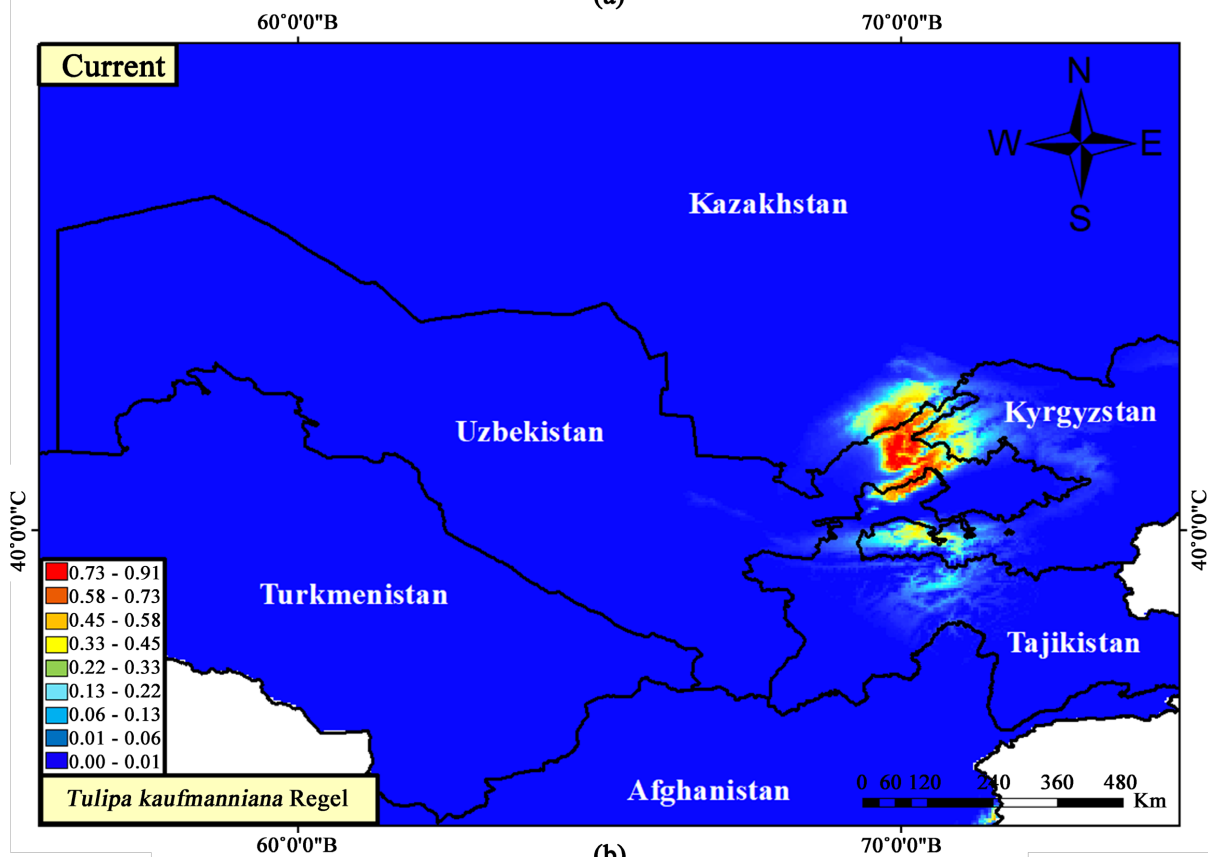 (a)
60°0'0"B 70°0'0"B
Current
N
W E
S
Kazakhstan
Kyrgyzstan
Uzbekistan
40°0'0"C 40°0'0"C
0.73 - 0.91
0.58 - 0.73
0.45 - 0.58
0.33 - 0.45
0.22 - 0.33
0.13 - 0.22
0.06 - 0.13
0.01 - 0.06
0.00 - 0.01
Turkmenistan
Tajikistan
Afghanistan
0 60 120 240 360 480
Km
Tulipa kaufmanniana Regel
60°0'0"B 70°0'0"B
(b)